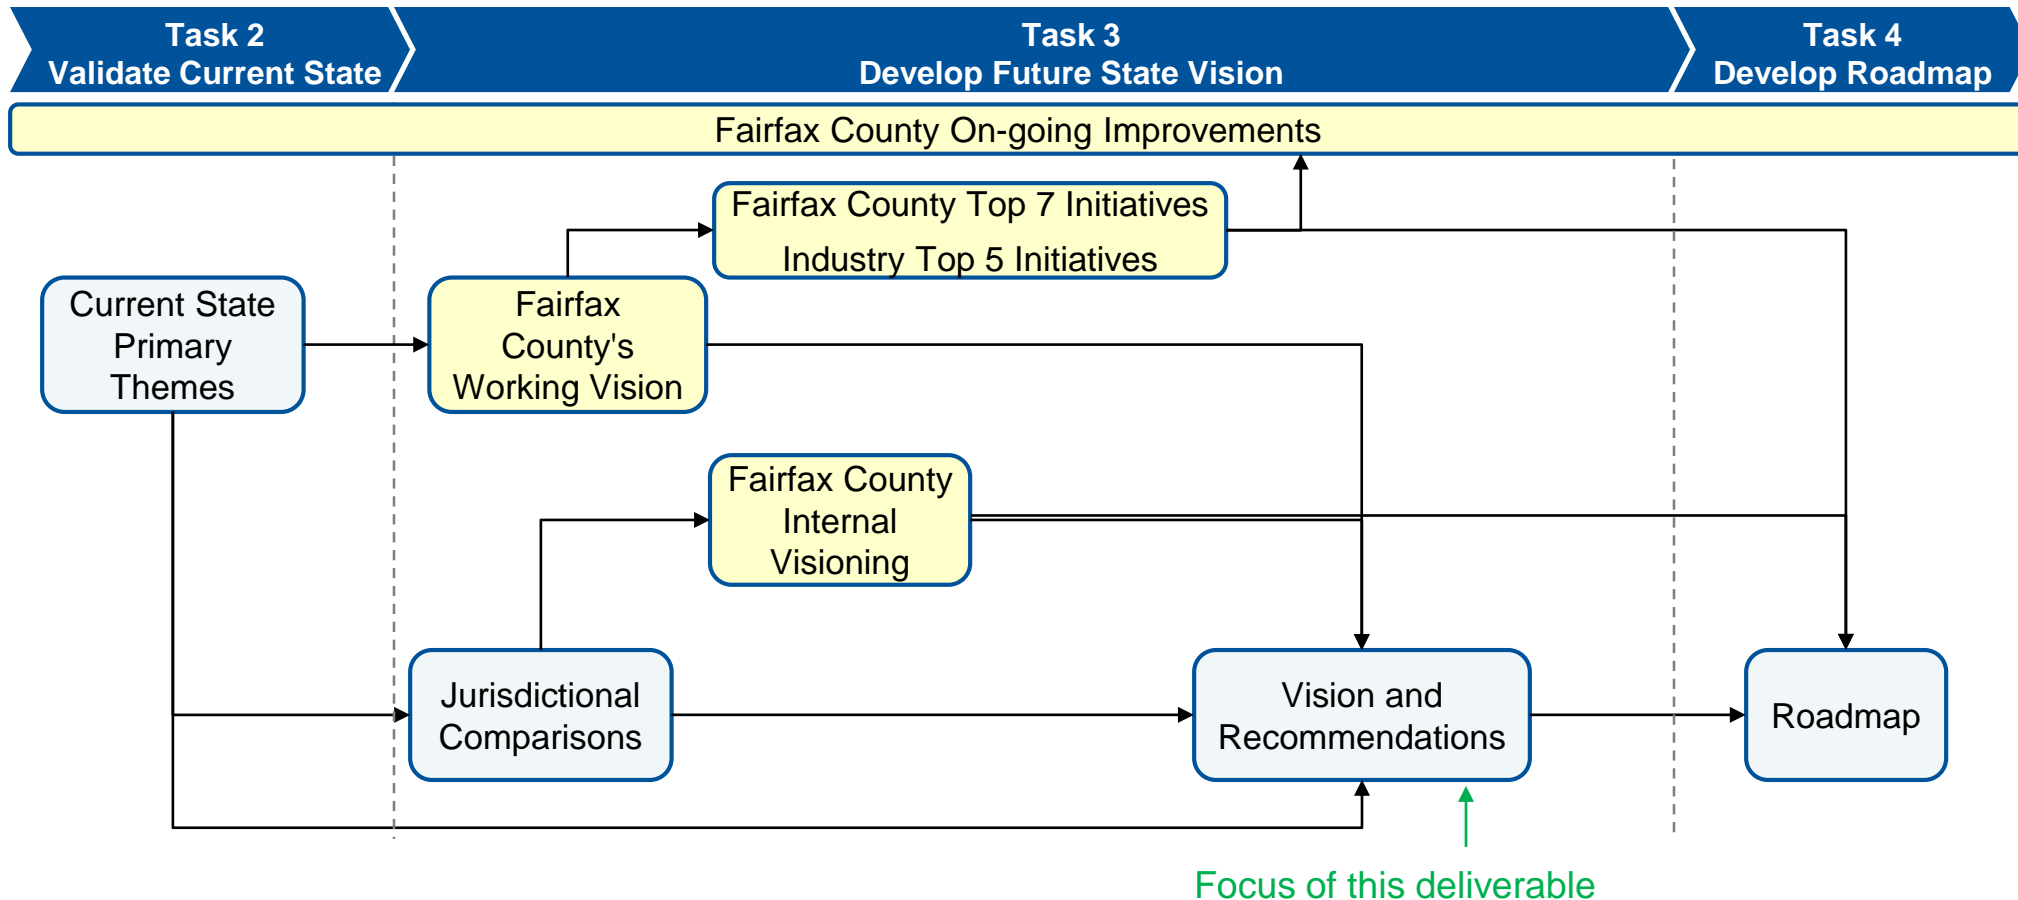 Task 2
Validate Current State
Task 3
Develop Future State Vision
Task 4
Develop Roadmap
Fairfax County On-going Improvements
Fairfax County Top 7 Initiatives
Industry Top 5 Initiatives
Current State
Primary
Themes
Fairfax
County's
Working Vision
Fairfax County
Internal
Visioning
Jurisdictional
Comparisons
Vision and
Recommendations
Roadmap
Focus of this deliverable